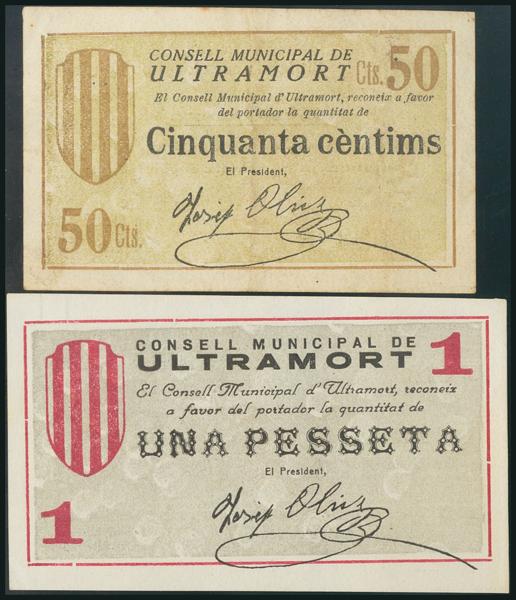 CONSELL MUNICIPAL DE
ULTRAMORT Cts. 50
El Consell Municipal d'Ultramort, reconeix a favor
del portador la quantitat de
Cinquanta cèntims
El President,
Josep
50 Cts.
CONSELL MUNICIPAL DE
ULTRAMORT 1
El Consell Municipal d'Ultramort, reconeix
a favor del portador la quantitat de
UNA PESSETA
El President,
Josep
1